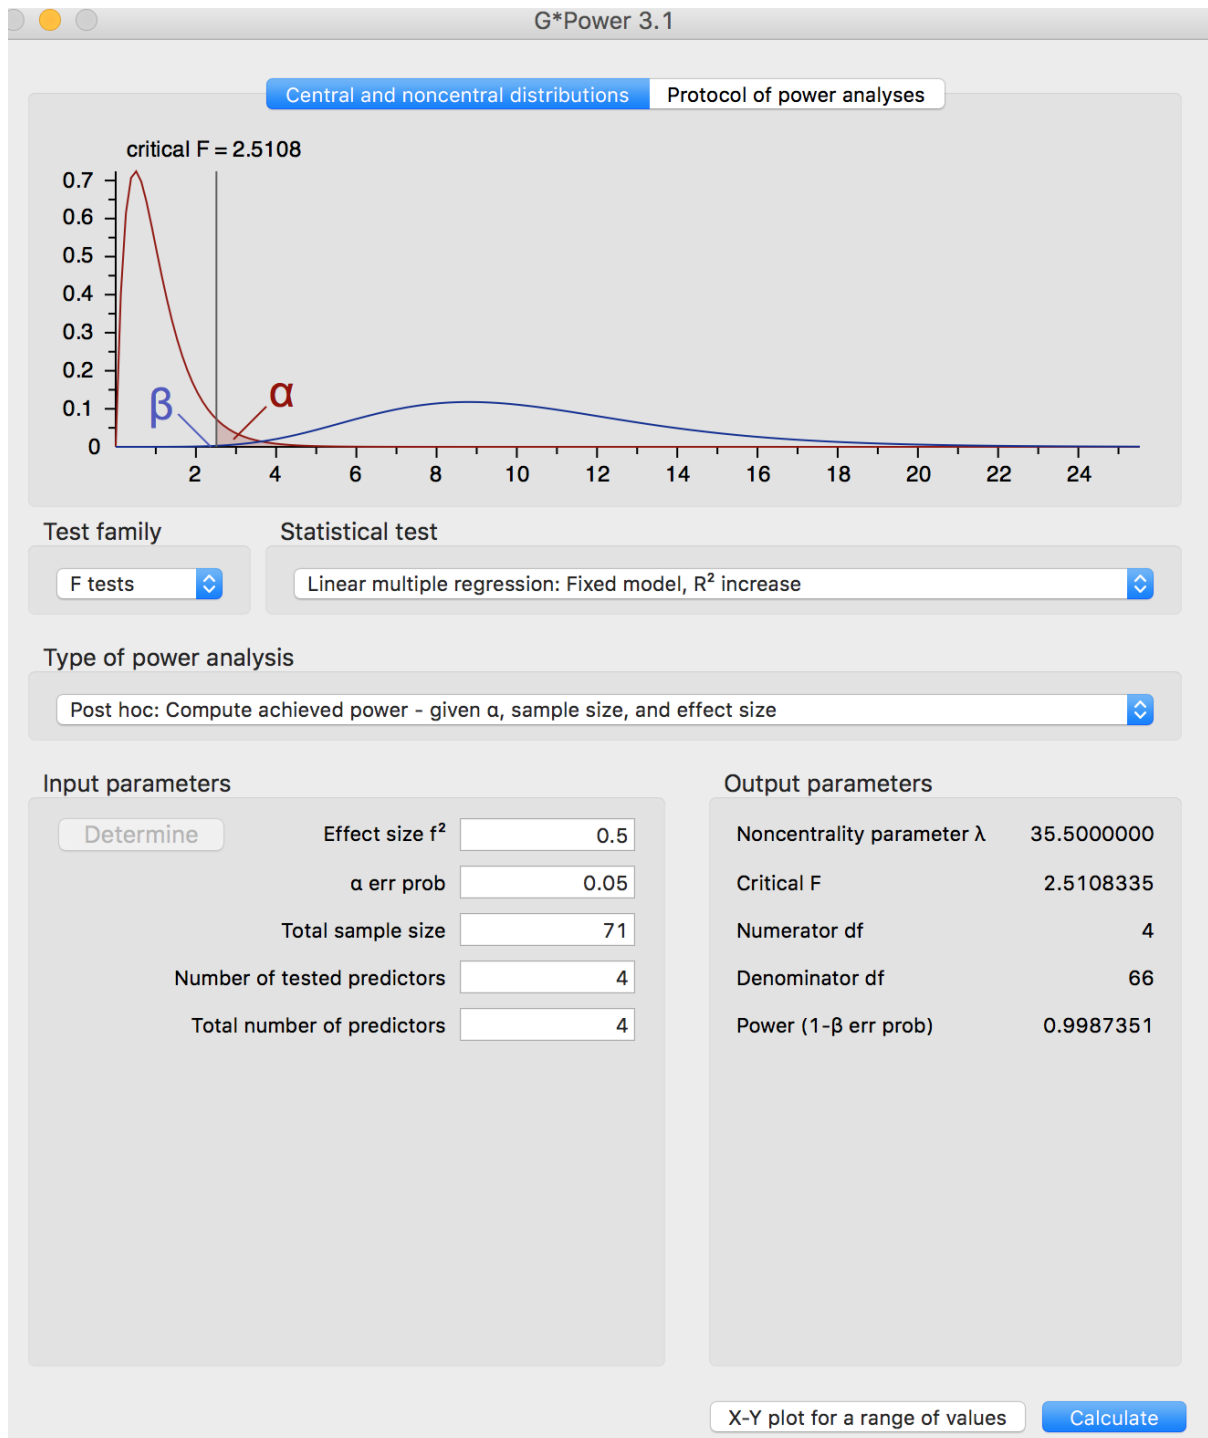 G*Power 3.1
Central and noncentral distributions Protocol of power analyses
critical F = 2.5108
0.7
0.6
0.5
0.4
0.3
0.2
0.1
0
β
α
2 4 6 8 10 12 14 16 18 20 22 24
Test family Statistical test
F tests Linear multiple regression: Fixed model, R² increase
Type of power analysis
Post hoc: Compute achieved power - given α, sample size, and effect size
Input parameters Output parameters
Determine Effect size f² 0.5 Noncentrality parameter λ 35.5000000
α err prob 0.05 Critical F 2.5108335
Total sample size 71 Numerator df 4
Number of tested predictors 4 Denominator df 66
Total number of predictors 4 Power (1-β err prob) 0.9987351
X-Y plot for a range of values Calculate